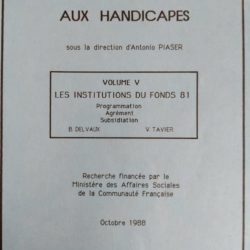 AUX HANDICAPES
sous la direction d'Antonio PIASER
VOLUME V
LES INSTITUTIONS DU FONDS 81
Programmation
Agrément
Subsidiation
B. DELVAUX V. TAVIER
Recherche financée par le
Ministère des Affaires Sociales
de la Communauté Française
Octobre 1988